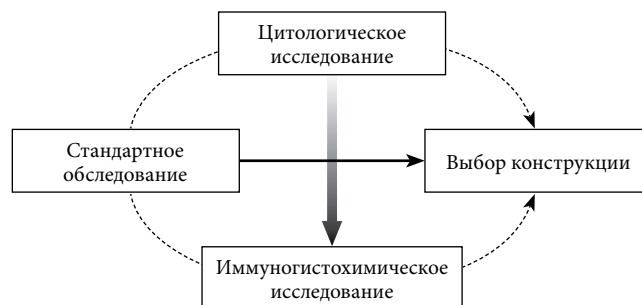 Цитологическое
исследование
Стандартное
обследование
Выбор конструкции
Иммуногистохимическое
исследование